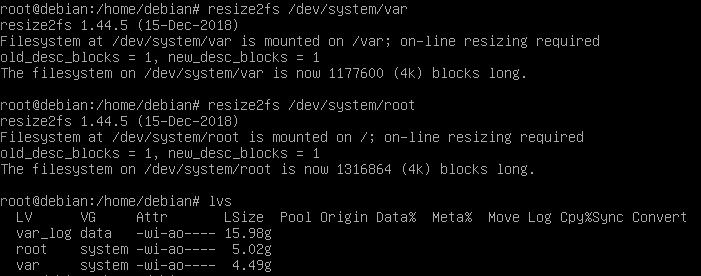 root@debian:/home/debian# resize2fs /dev/system/var
resize2fs 1.44.5 (15-Dec-2018)
Filesystem at /dev/system/var is mounted on /var; on-line resizing required
old_desc_blocks = 1, new_desc_blocks = 1
The filesystem on /dev/system/var is now 1177600 (4k) blocks long.

root@debian:/home/debian# resize2fs /dev/system/root
resize2fs 1.44.5 (15-Dec-2018)
Filesystem at /dev/system/root is mounted on /; on-line resizing required
old_desc_blocks = 1, new_desc_blocks = 1
The filesystem on /dev/system/root is now 1316864 (4k) blocks long.

root@debian:/home/debian# lvs
  LV      VG     Attr       LSize  Pool Origin Data%  Meta%  Move Log Cpy%Sync Convert
  var_log data   -wi-ao---- 15.98g
  root    system -wi-ao----  5.02g
  var     system -wi-ao----  4.49g